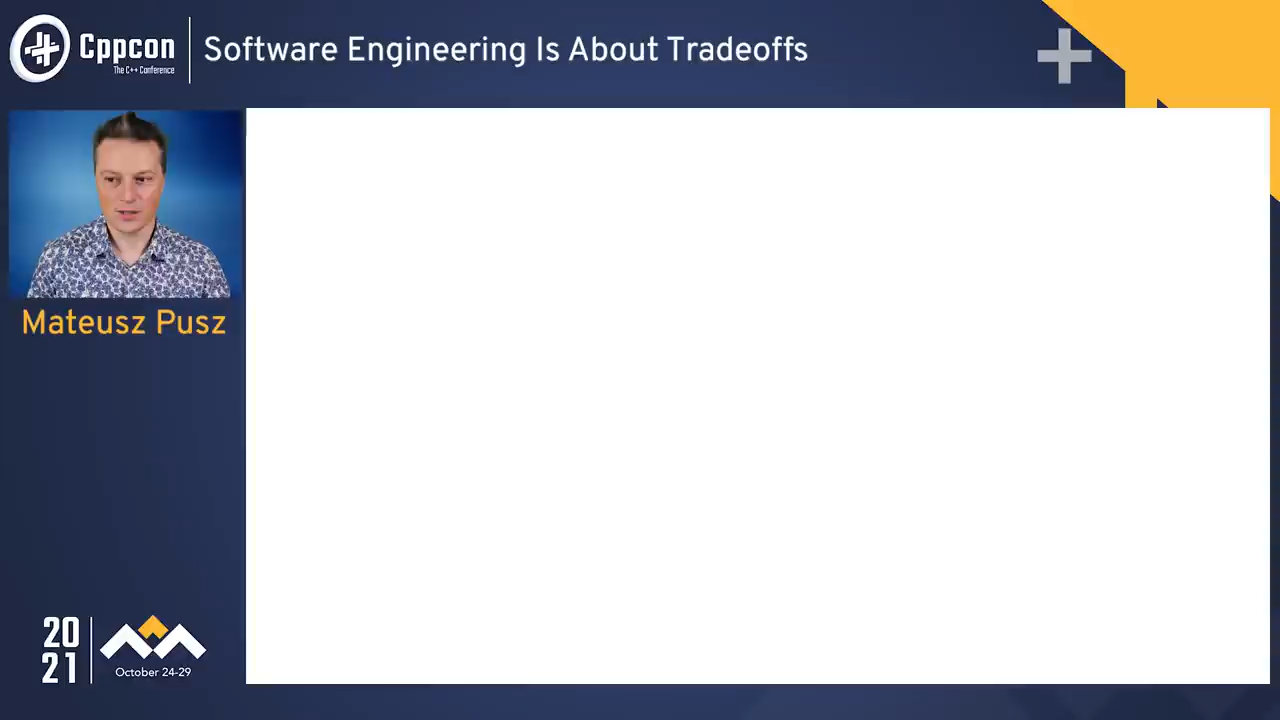 Cppcon
The C++ Conference
Software Engineering Is About Tradeoffs
Mateusz Pusz
20
21
October 24-29